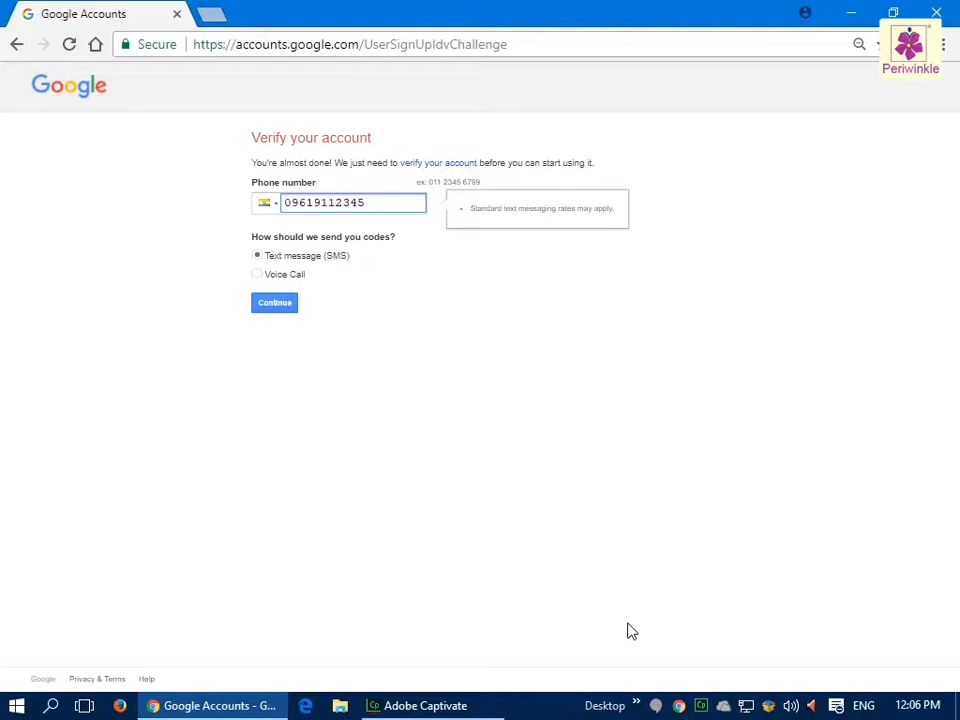 Google Accounts
Secure
https://accounts.google.com/UserSignUpIdvChallenge
Periwinkle
Google
Verify your account
You're almost done! We just need to verify your account before you can start using it.
Phone number
ex: 011 2345 6789
09619112345
Standard text messaging rates may apply.
How should we send you codes?
Text message (SMS)
Voice Call
Continue
Google
Privacy & Terms
Help
Google Accounts - G...
Adobe Captivate
Desktop
ENG
12:06 PM